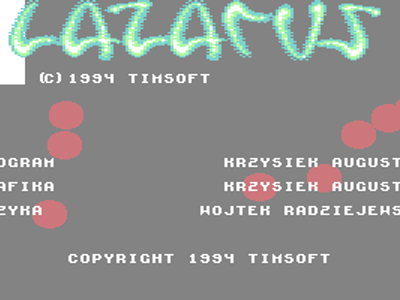 LAZARUS
(C) 1994 TIMSOFT
OGRAM KRZYSIEK AUGUST
AFIKA KRZYSIEK AUGUST
ZYKA WOJTEK RADZIEJEWS
COPYRIGHT 1994 TIMSOFT